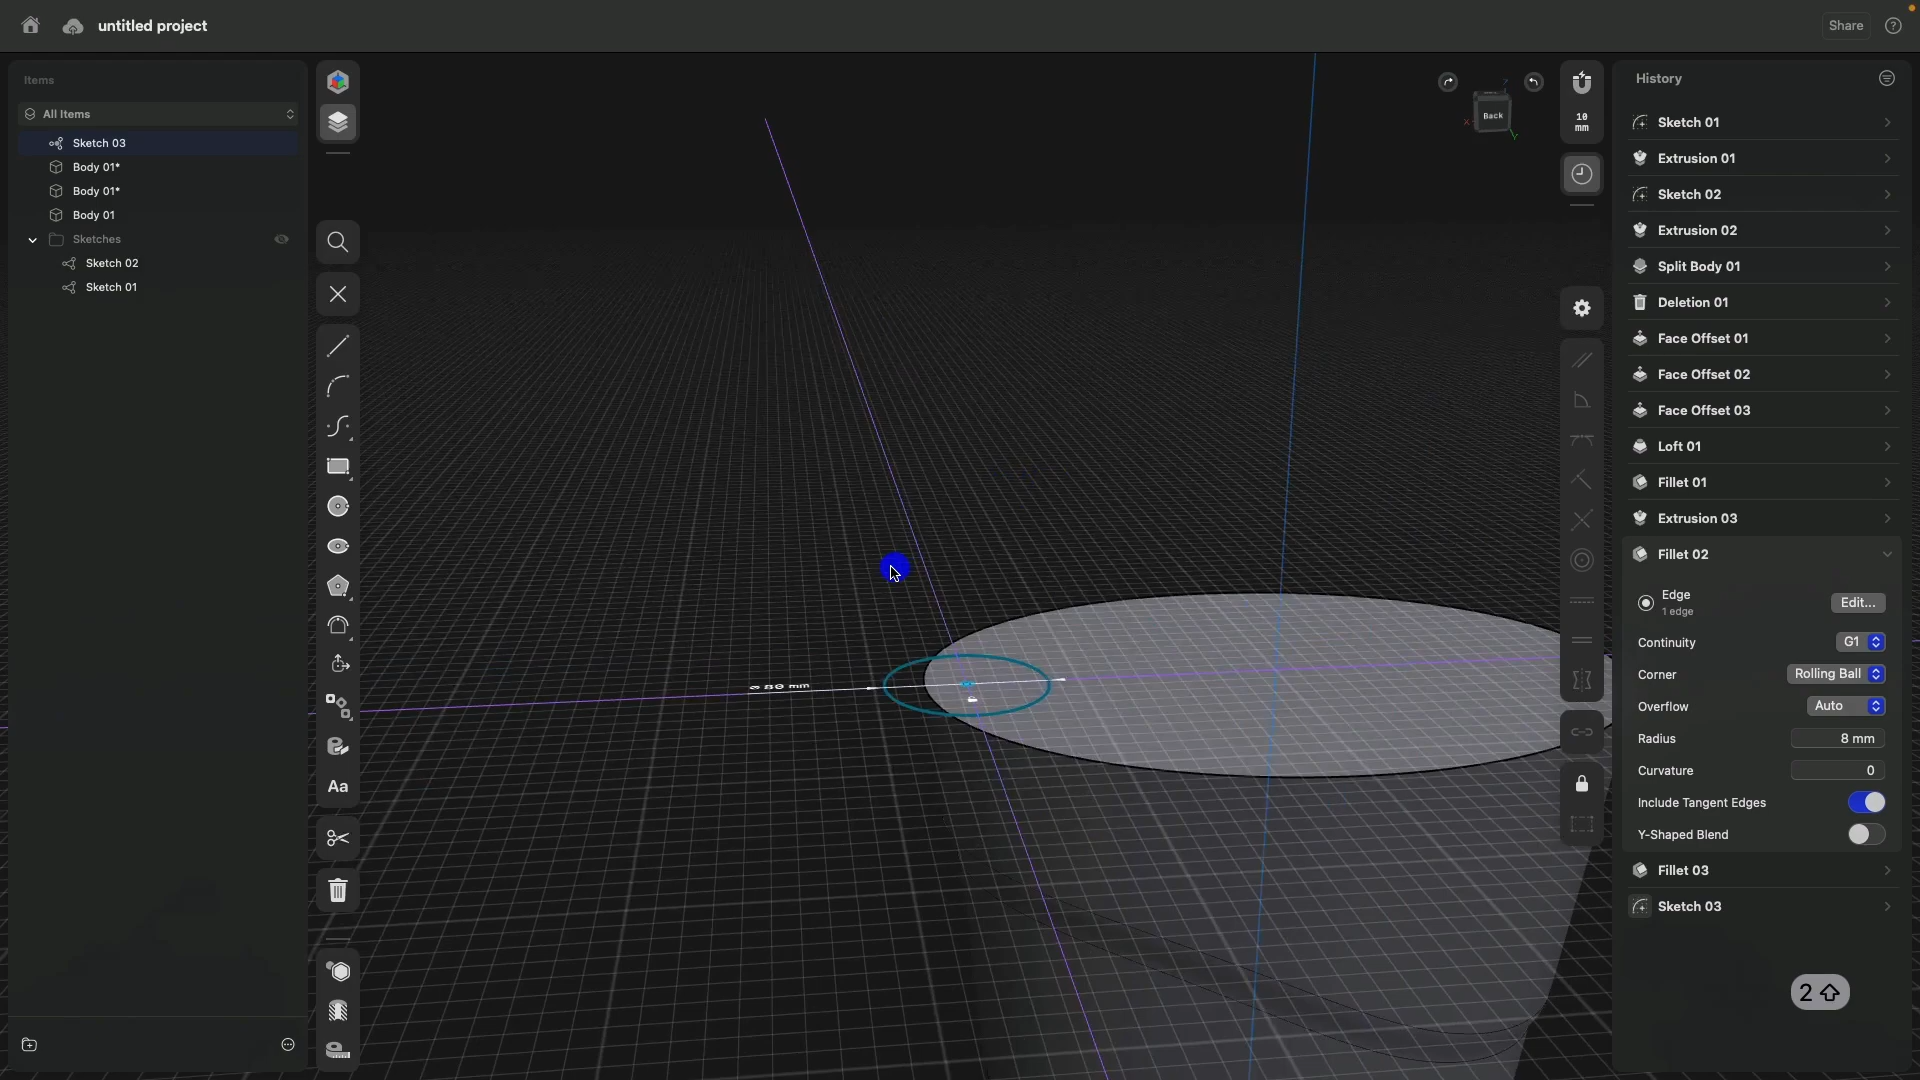 untitled project
Share
Items
All Items
Sketch 03
Body 01*
Body 01*
Body 01
Sketches
Sketch 02
Sketch 01
Aa
Back
X
Y
10
mm
History
Sketch 01
Extrusion 01
Sketch 02
Extrusion 02
Split Body 01
Deletion 01
Face Offset 01
Face Offset 02
Face Offset 03
Loft 01
Fillet 01
Extrusion 03
Fillet 02
Edge
1 edge
Edit...
Continuity
G1
Corner
Rolling Ball
Overflow
Auto
Radius
8 mm
Curvature
0
Include Tangent Edges
Y-Shaped Blend
Fillet 03
Sketch 03
2